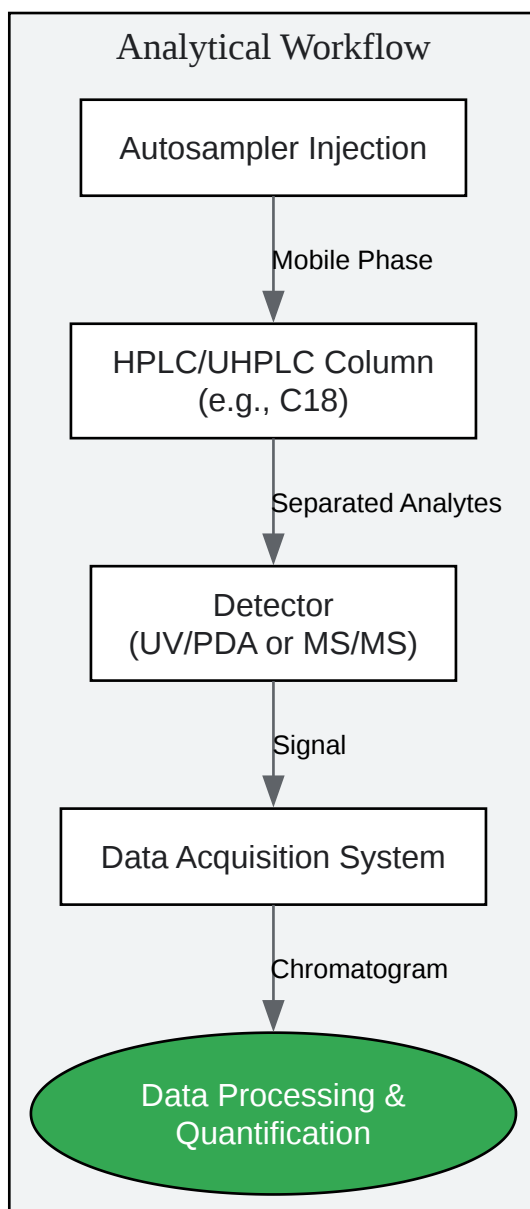 Analytical Workflow
Autosampler Injection
Mobile Phase
HPLC/UHPLC Column
(e.g., C18)
Separated Analytes
Detector
(UV/PDA or MS/MS)
Signal
Data Acquisition System
Chromatogram
Data Processing &
Quantification